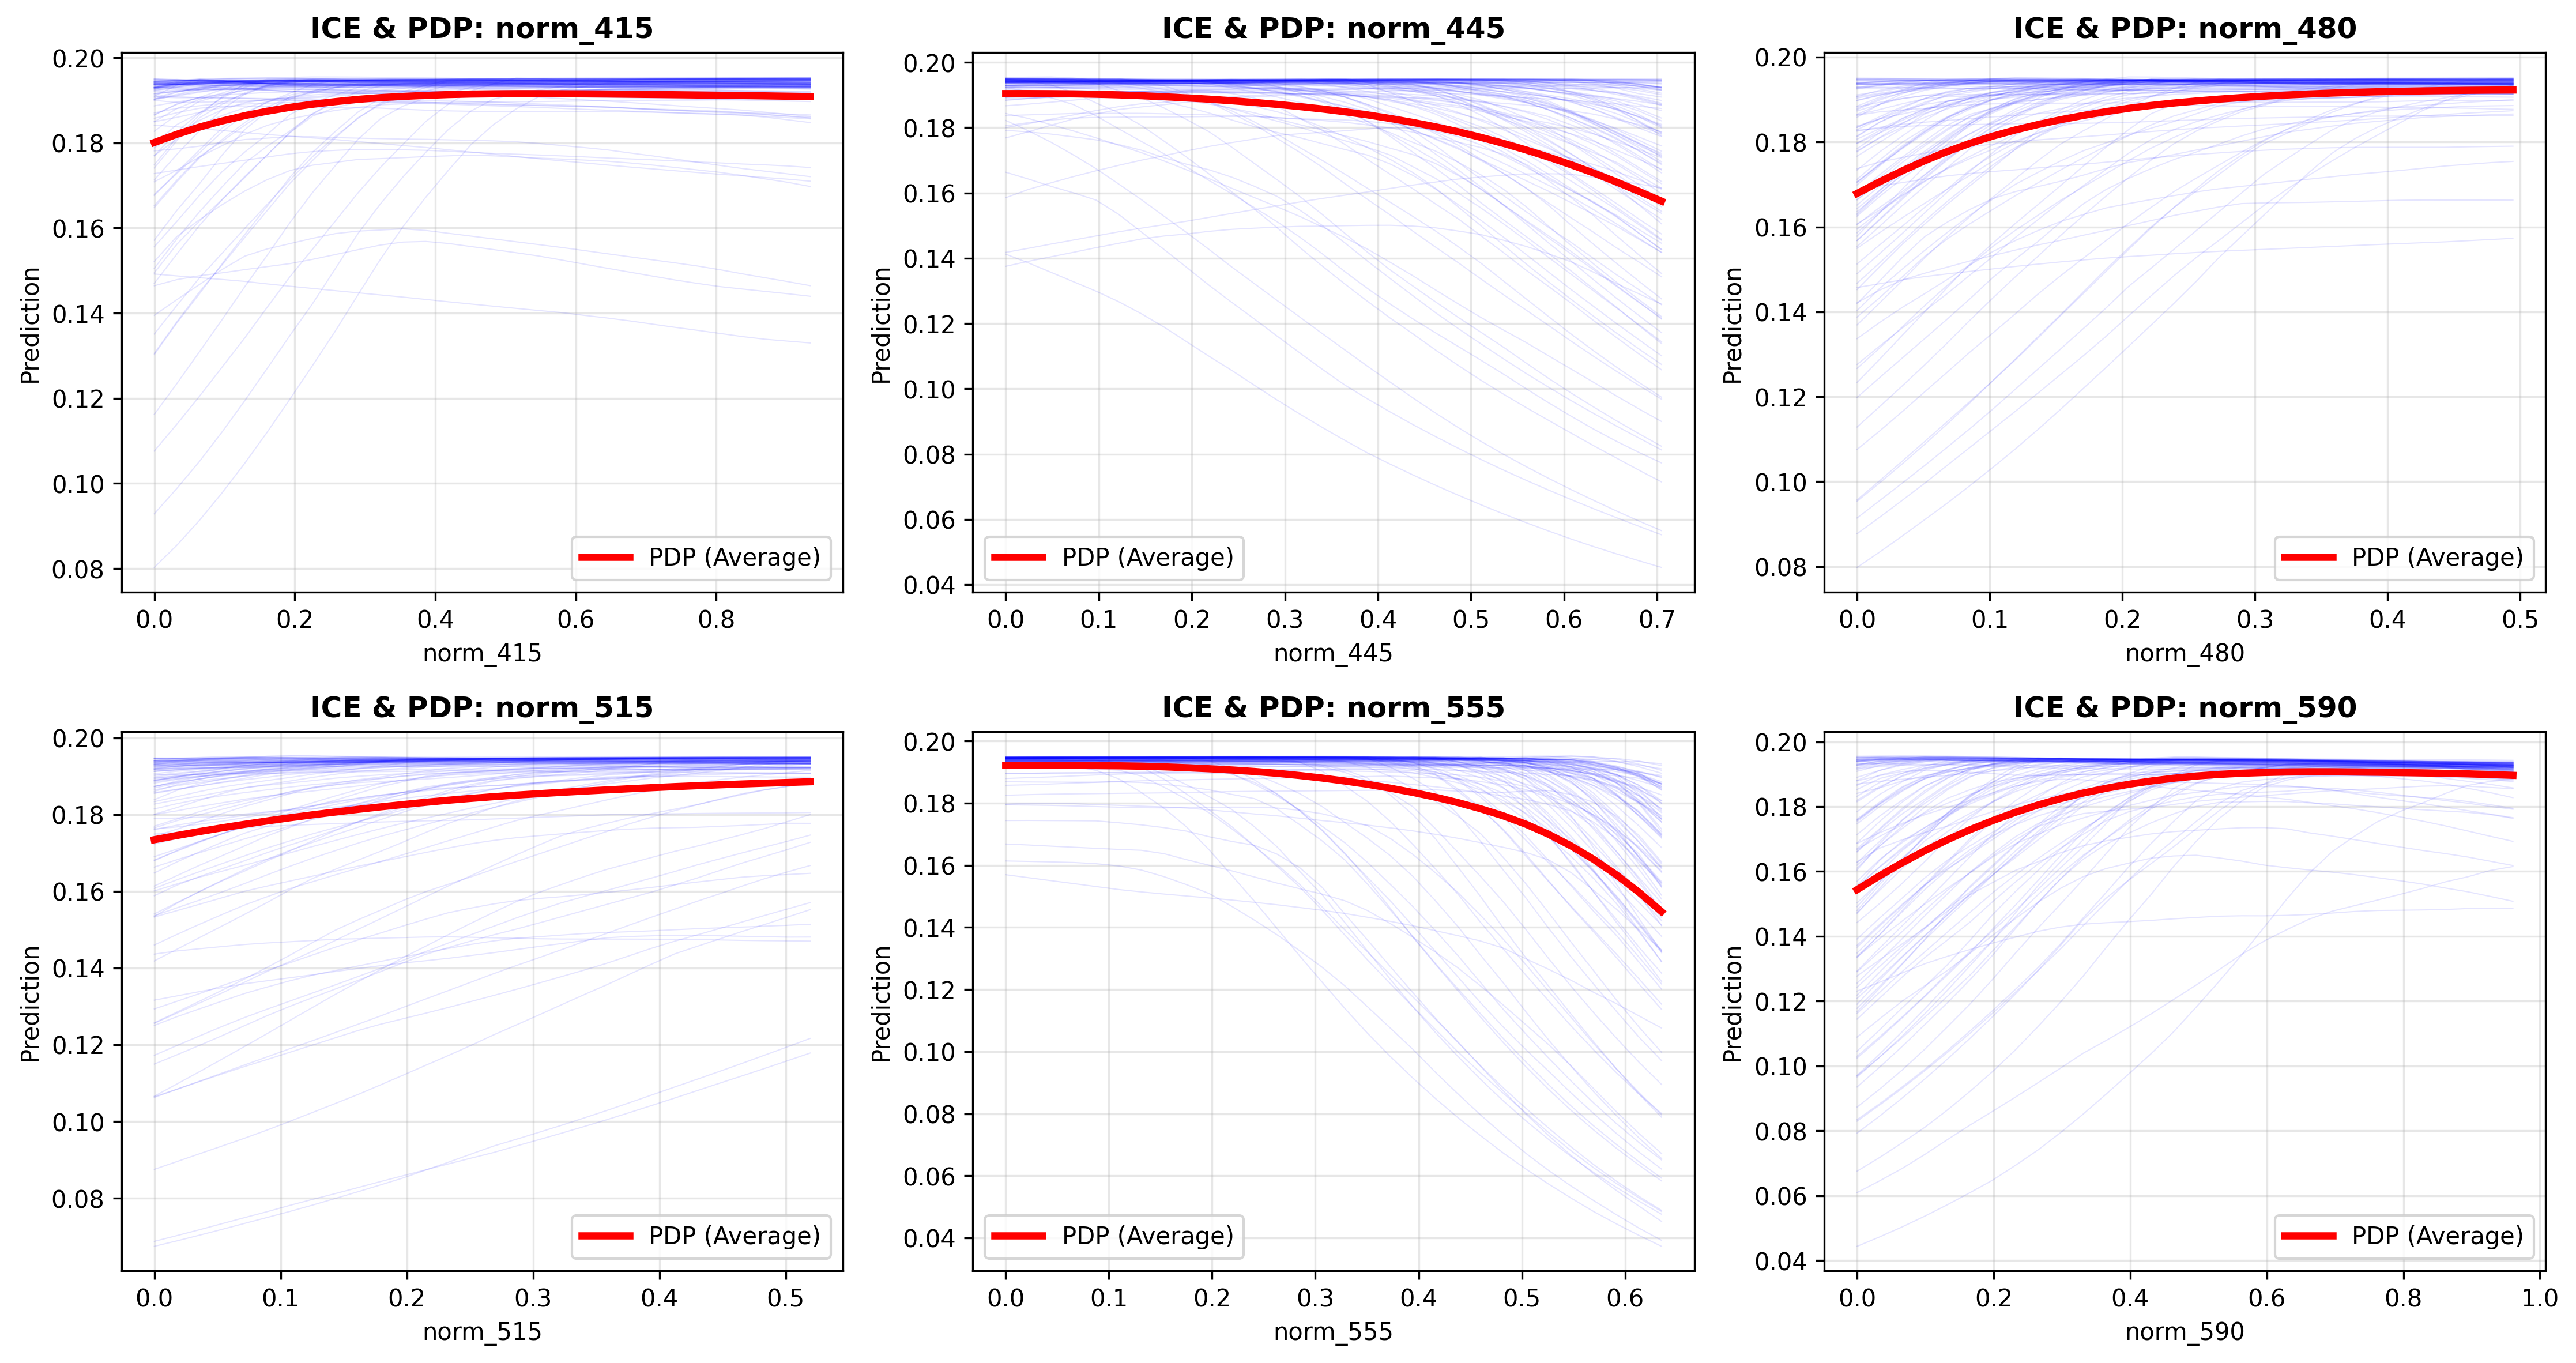 ICE & PDP: norm_415
0.20
0.18
0.16
0.14
0.12
0.10
0.08
Prediction
PDP (Average)
0.0 0.2 0.4 0.6 0.8
norm_415
ICE & PDP: norm_445
0.20
0.18
0.16
0.14
0.12
0.10
0.08
0.06
0.04
Prediction
PDP (Average)
0.0 0.1 0.2 0.3 0.4 0.5 0.6 0.7
norm_445
ICE & PDP: norm_480
0.20
0.18
0.16
0.14
0.12
0.10
0.08
Prediction
PDP (Average)
0.0 0.1 0.2 0.3 0.4 0.5
norm_480
ICE & PDP: norm_515
0.20
0.18
0.16
0.14
0.12
0.10
0.08
Prediction
PDP (Average)
0.0 0.1 0.2 0.3 0.4 0.5
norm_515
ICE & PDP: norm_555
0.20
0.18
0.16
0.14
0.12
0.10
0.08
0.06
0.04
Prediction
PDP (Average)
0.0 0.1 0.2 0.3 0.4 0.5 0.6
norm_555
ICE & PDP: norm_590
0.20
0.18
0.16
0.14
0.12
0.10
0.08
0.06
0.04
Prediction
PDP (Average)
0.0 0.2 0.4 0.6 0.8 1.0
norm_590